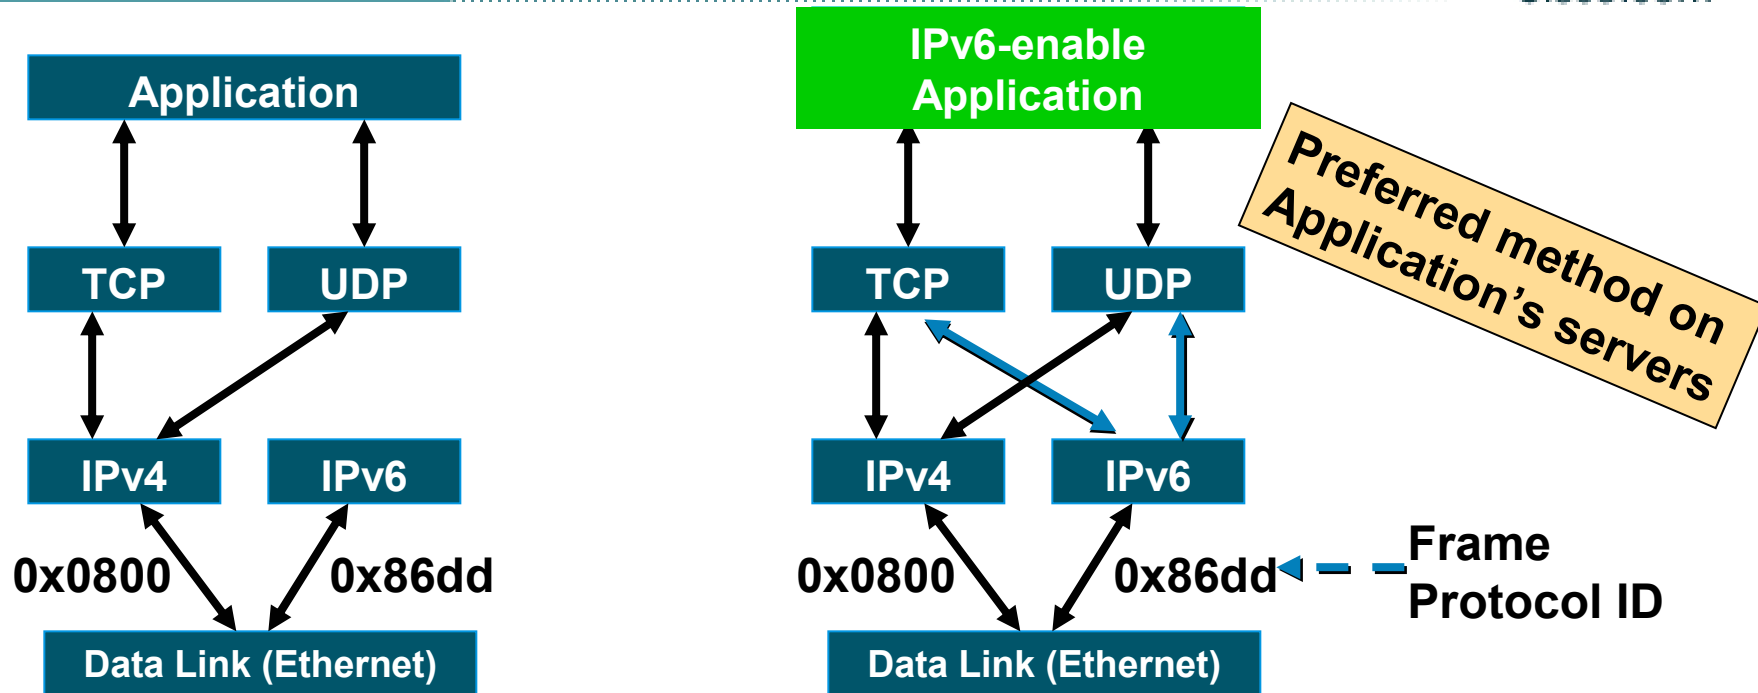 Application
TCP
UDP
IPv4
IPv6
0x0800
0x86dd
Data Link (Ethernet)
IPv6-enable
Application
TCP
UDP
IPv4
IPv6
0x0800
0x86dd
Data Link (Ethernet)
Preferred method on
Application’s servers
Frame
Protocol ID